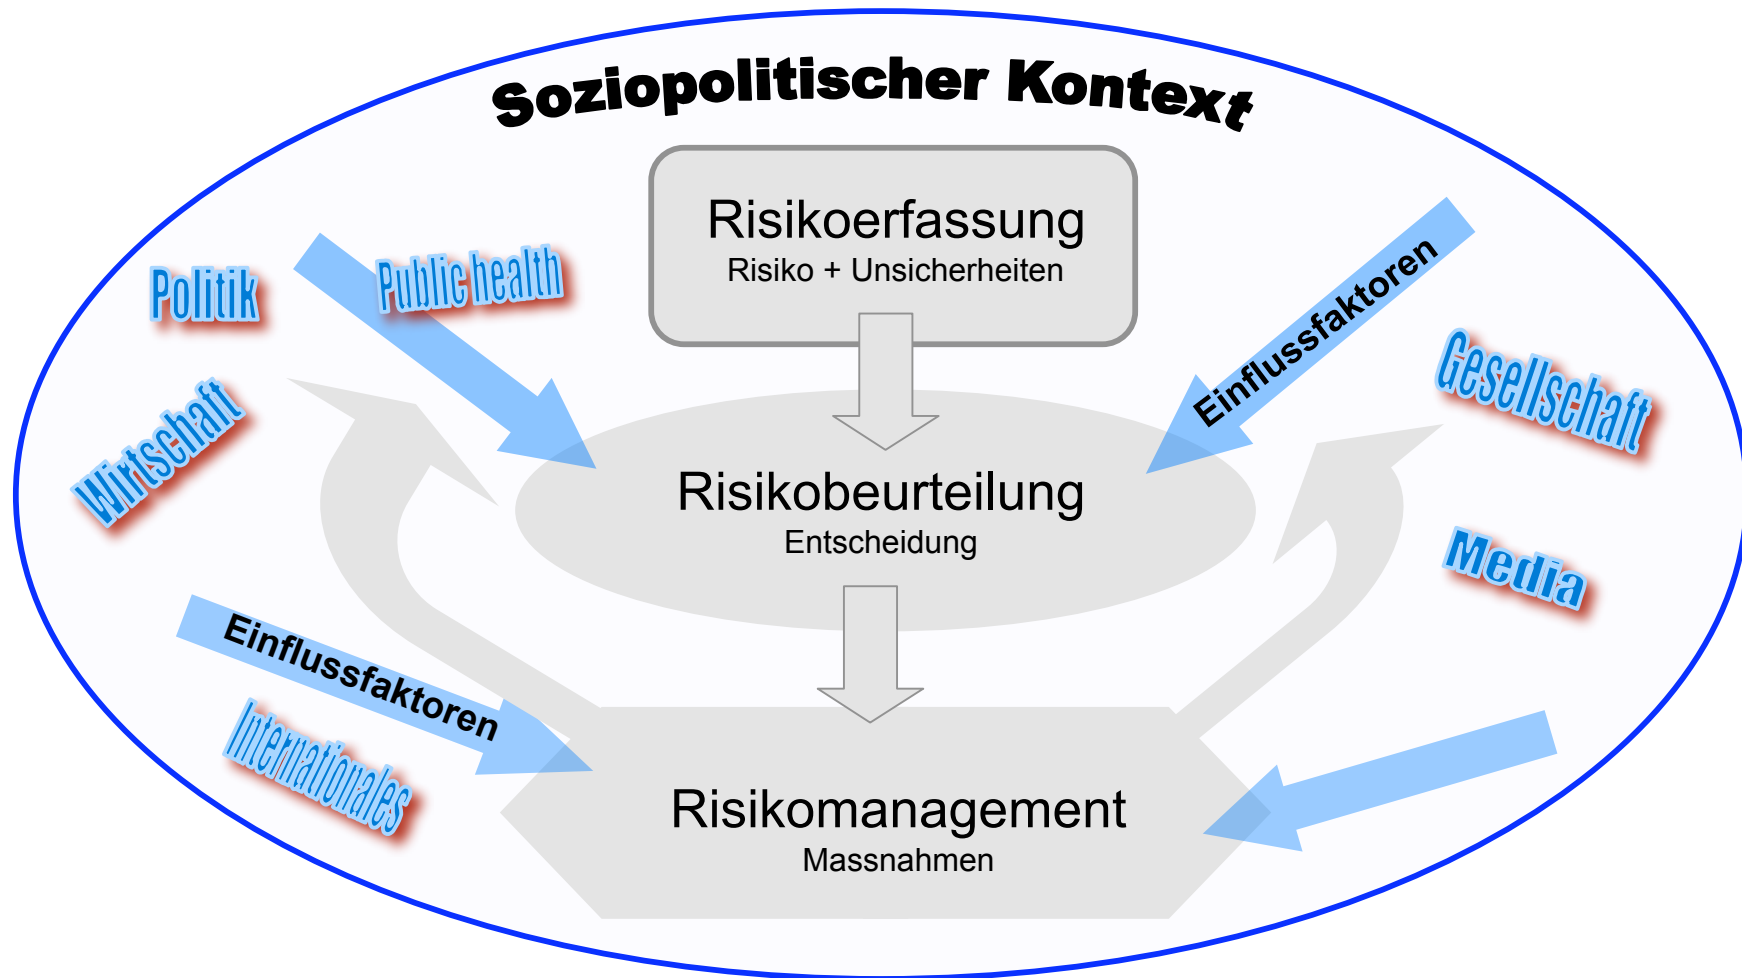 Soziopolitischer Kontext
Risikoerfassung
Risiko + Unsicherheiten
Politik
Public health
Einflussfaktoren
Gesellschaft
Wirtschaft
Risikobeurteilung
Entscheidung
Media
Einflussfaktoren
Internationales
Risikomanagement
Massnahmen